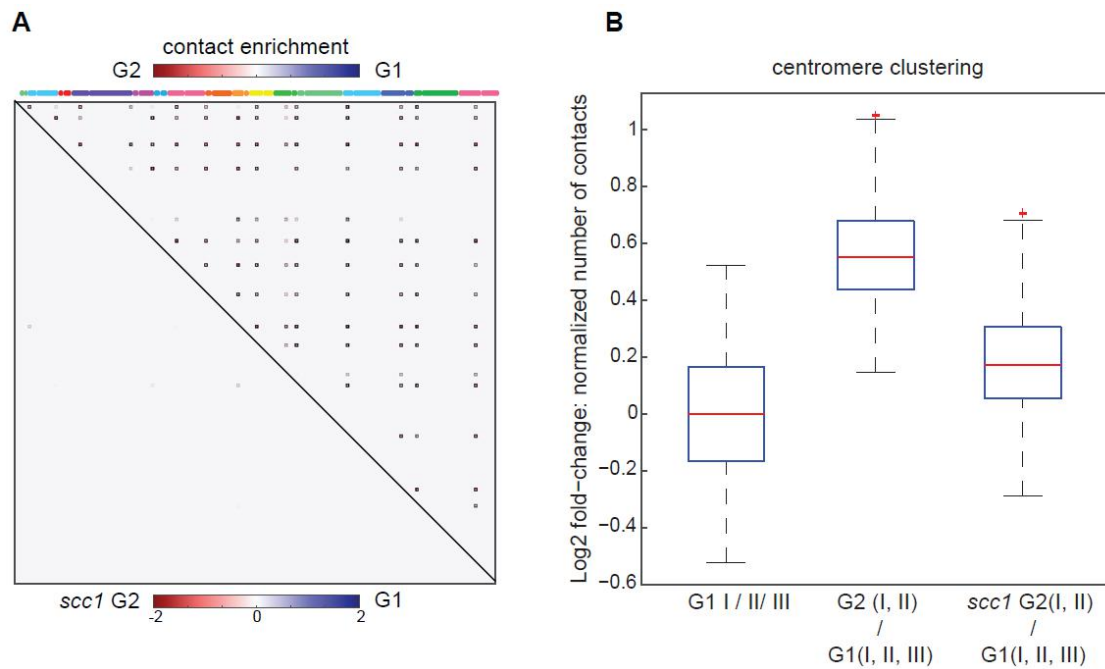 A
contact enrichment
G2 G1
scc1 G2 G1
-2 0 2
B
centromere clustering
Log2 fold−change: normalized number of contacts
1
0.8
0.6
0.4
0.2
0
−0.2
−0.4
−0.6
G1 I / II/ III
G2 (I, II)
/
G1(I, II, III)
scc1 G2(I, II)
/
G1(I, II, III)